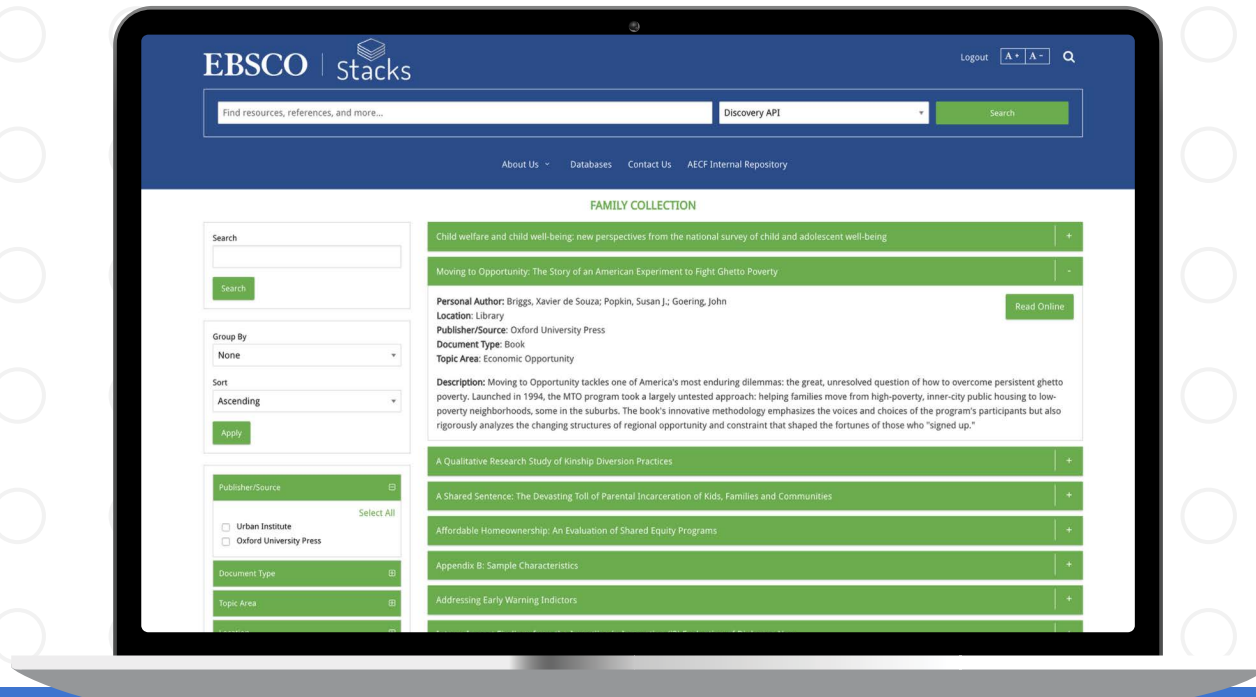 EBSCO | Stacks
Logout A+ A-
Find resources, references, and more...
Discovery API
Search
About Us
Databases
Contact Us
AECF Internal Repository
FAMILY COLLECTION
Search
Search
Group By
None
Sort
Ascending
Apply
Publisher/Source
Select All
Urban Institute
Oxford University Press
Document Type
Topic Area
Child welfare and child well-being: new perspectives from the national survey of child and adolescent well-being +
Moving to Opportunity: The Story of an American Experiment to Fight Ghetto Poverty -
Personal Author: Briggs, Xavier de Souza; Popkin, Susan J.; Goering, John
Read Online
Location: Library
Publisher/Source: Oxford University Press
Document Type: Book
Topic Area: Economic Opportunity
Description: Moving to Opportunity tackles one of America's most enduring dilemmas: the great, unresolved question of how to overcome persistent ghetto
poverty. Launched in 1994, the MTO program took a largely untested approach: helping families move from high-poverty, inner-city public housing to low-
poverty neighborhoods, some in the suburbs. The book's innovative methodology emphasizes the voices and choices of the program's participants but also
rigorously analyzes the changing structures of regional opportunity and constraint that shaped the fortunes of those who "signed up."
A Qualitative Research Study of Kinship Diversion Practices +
A Shared Sentence: The Devasting Toll of Parental Incarceration of Kids, Families and Communities +
Affordable Homeownership: An Evaluation of Shared Equity Programs +
Appendix B: Sample Characteristics +
Addressing Early Warning Indictors +